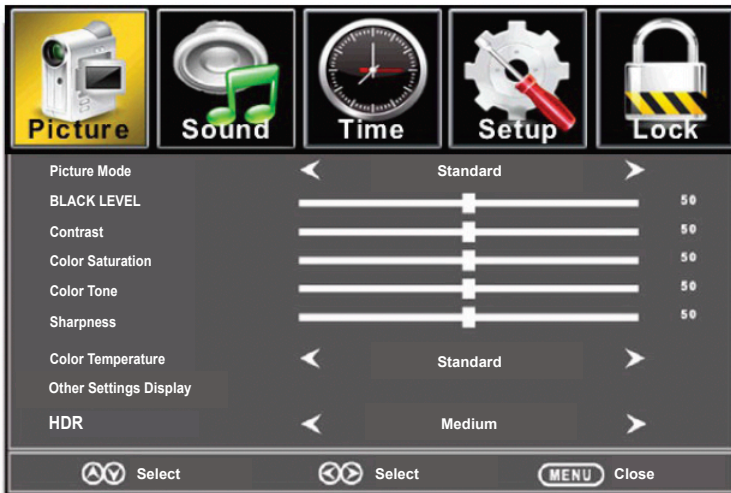 Picture Sound Time Setup Lock
Picture Mode Standard
BLACK LEVEL 50
Contrast 50
Color Saturation 50
Color Tone 50
Sharpness 50
Color Temperature Standard
Other Settings Display
HDR Medium
Select Select MENU Close